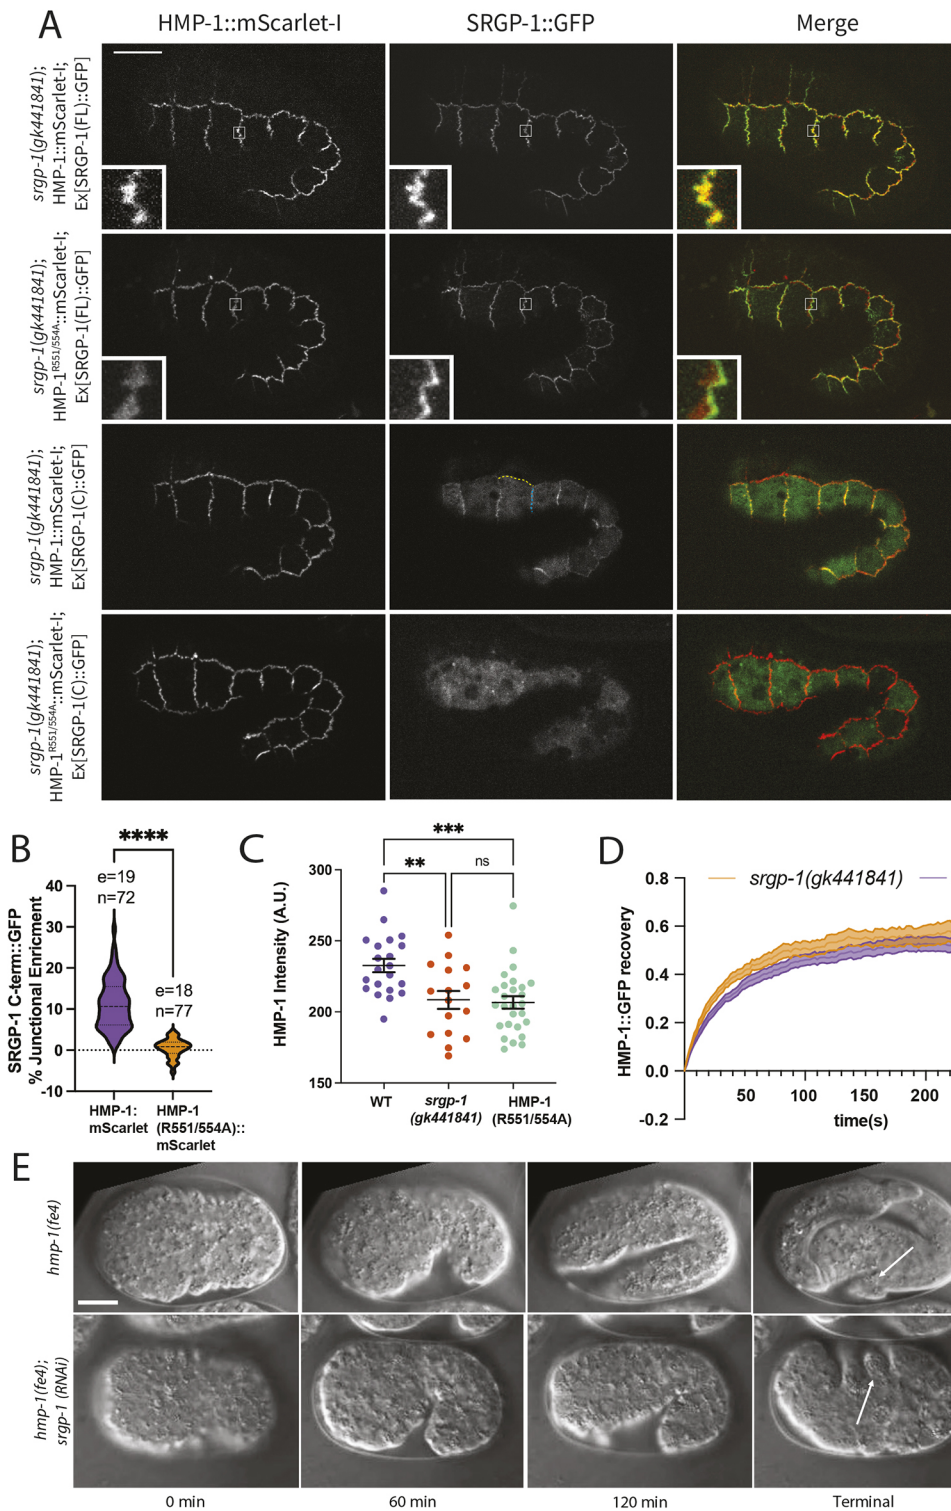 A
HMP-1::mScarlet-I
SRGP-1::GFP
Merge
srgp-1(gk441841);
HMP-1::mScarlet-I;
Ex[SRGP-1(FL)::GFP]
srgp-1(gk441841);
HMP-1R551/554A::mScarlet-I;
Ex[SRGP-1(FL)::GFP]
srgp-1(gk441841);
HMP-1::mScarlet-I;
Ex[SRGP-1(C)::GFP]
srgp-1(gk441841);
HMP-1R551/554A::mScarlet-I;
Ex[SRGP-1(C)::GFP]
B
****
e=19
n=72
e=18
n=77
SRGP-1 C-term::GFP
% Junctional Enricment
40
30
20
10
0
-10
HMP-1:
mScarlet
HMP-1
(R551/554A)::
mScarlet
C
***
**
ns
HMP-1 Intensity (A.U.)
300
250
200
150
WT
srgp-1
(gk441841)
HMP-1
(R551/554A)
D
srgp-1(gk441841)
HMP-1::GFP recovery
0.8
0.6
0.4
0.2
0.0
-0.2
50
100
150
200
time(s)
E
hmp-1(fe4)
hmp-1(fe4);
srgp-1 (RNAi)
0 min
60 min
120 min
Terminal